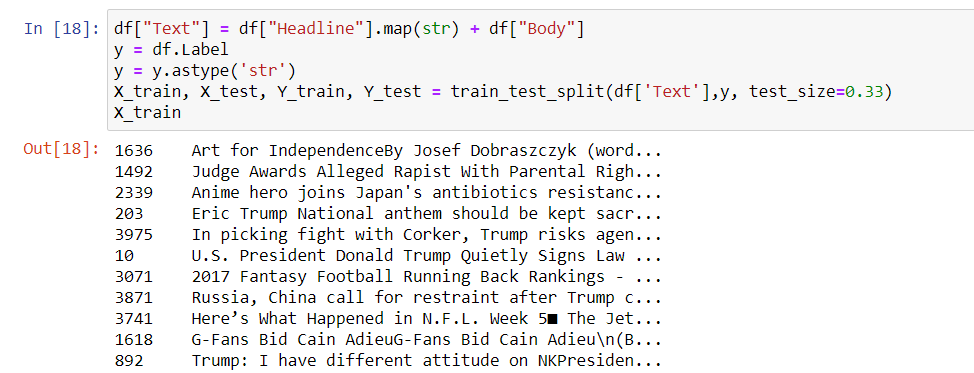 In [18]: df["Text"] = df["Headline"].map(str) + df["Body"]
y = df.Label
y = y.astype('str')
X_train, X_test, Y_train, Y_test = train_test_split(df['Text'],y, test_size=0.33)
X_train
Out[18]: 1636 Art for IndependenceBy Josef Dobraszczyk (word...
1492 Judge Awards Alleged Rapist With Parental Righ...
2339 Anime hero joins Japan's antibiotics resistanc...
203 Eric Trump National anthem should be kept sacr...
3975 In picking fight with Corker, Trump risks agen...
10 U.S. President Donald Trump Quietly Signs Law ...
3071 2017 Fantasy Football Running Back Rankings - ...
3871 Russia, China call for restraint after Trump c...
3741 Here’s What Happened in N.F.L. Week 5■ The Jet...
1618 G-Fans Bid Cain AdieuG-Fans Bid Cain Adieu\n(B...
892 Trump: I have different attitude on NKPresiden...